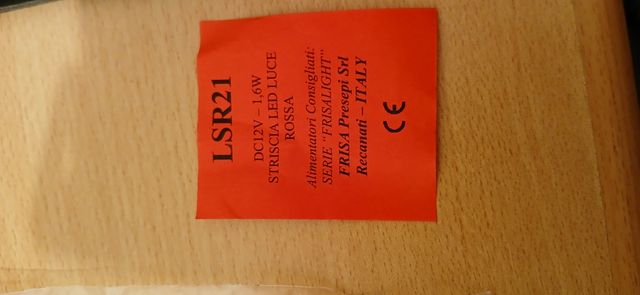 LSR21
DC12V – 1,6W
STRISCIA LED LUCE
ROSSA
Alimentatori Consigliati:
SERIE "FRISALIGHT"
FRISA Presepi Srl
Recanati – ITALY
CE